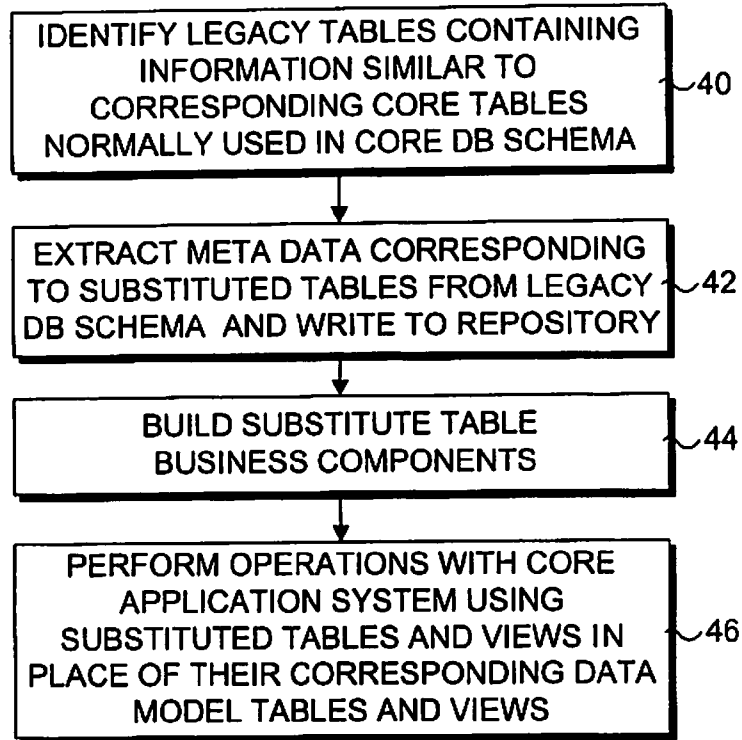 IDENTIFY LEGACY TABLES CONTAINING
INFORMATION SIMILAR TO
CORRESPONDING CORE TABLES
NORMALLY USED IN CORE DB SCHEMA
40
EXTRACT META DATA CORRESPONDING
TO SUBSTITUTED TABLES FROM LEGACY
DB SCHEMA AND WRITE TO REPOSITORY
42
BUILD SUBSTITUTE TABLE
BUSINESS COMPONENTS
44
PERFORM OPERATIONS WITH CORE
APPLICATION SYSTEM USING
SUBSTITUTED TABLES AND VIEWS IN
PLACE OF THEIR CORRESPONDING DATA
MODEL TABLES AND VIEWS
46